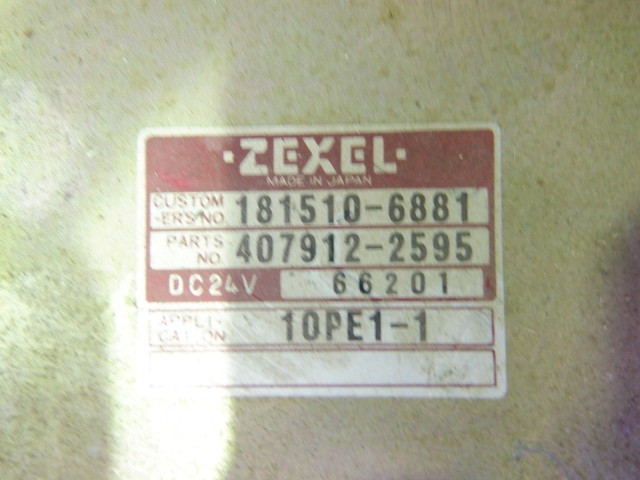 ·ZEXEL·
MADE IN JAPAN
CUSTOM
-ERS NO. 181510-6881
PARTS
NO. 407912-2595
DC24V 66201
APPLI-
CATION 10PE1-1